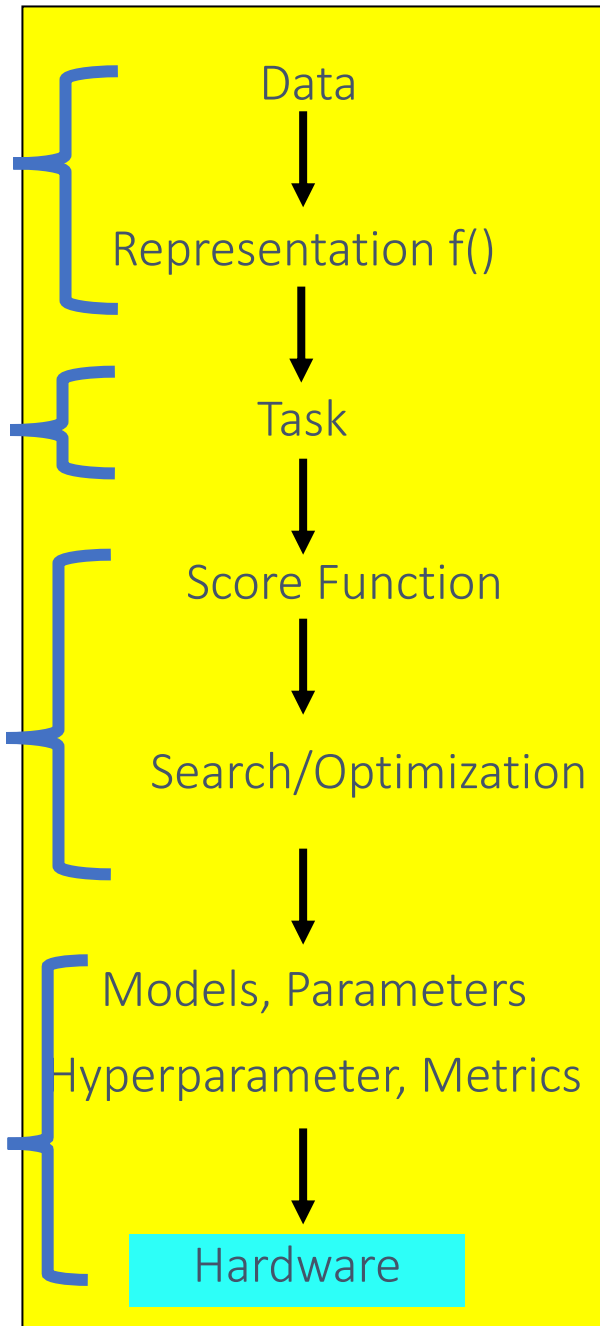 Data
Representation f()
Task
Score Function
Search/Optimization
Models, Parameters
Hyperparameter, Metrics
Hardware